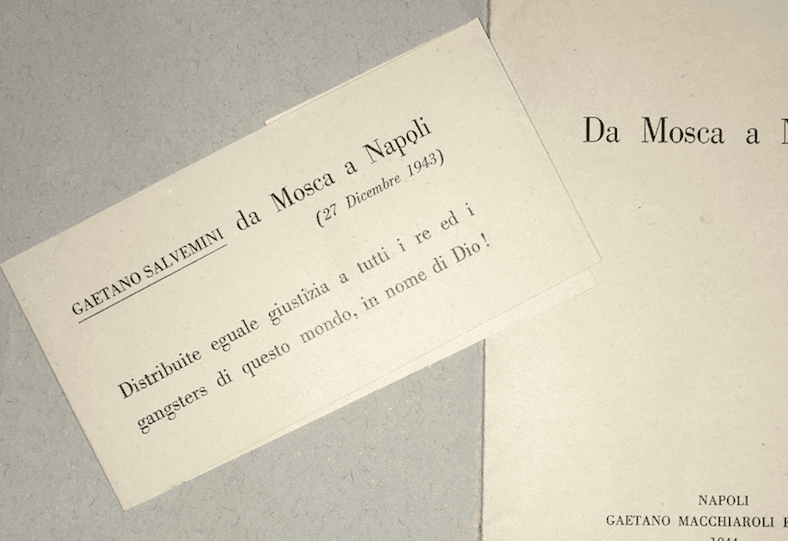 GAETANO SALVEMINI da Mosca a Napoli
(27 Dicembre 1943)
Distribuite eguale giustizia a tutti i re ed i
gangsters di questo mondo, in nome di Dio!
Da Mosca a
NAPOLI
GAETANO MACCHIAROLI